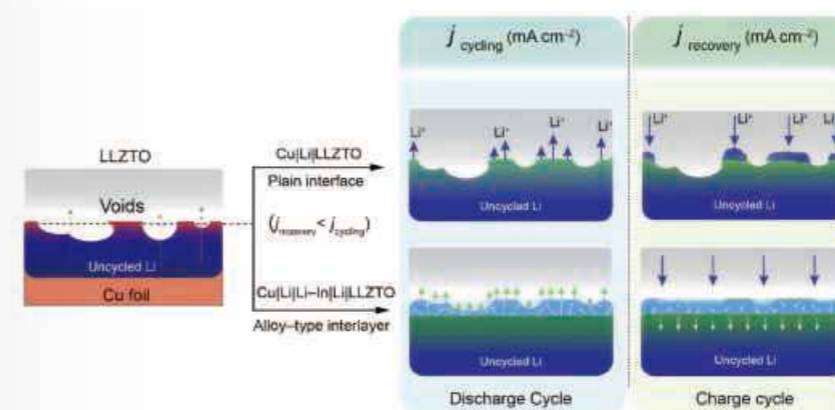 j cycling (mA cm⁻²)
j recovery (mA cm⁻²)
LLZTO
Voids
Uncycled Li
Cu foil
Cu|Li|LLZTO
Plain interface
(j recovery < j cycling)
Cu|Li|Li–In|Li|LLZTO
Alloy–type interlayer
Li⁺ Li⁺ Li⁺ Li⁺
Uncycled Li
Li⁺ Li⁺ Li⁺
Uncycled Li
Uncycled Li
Uncycled Li
Discharge Cycle
Charge cycle